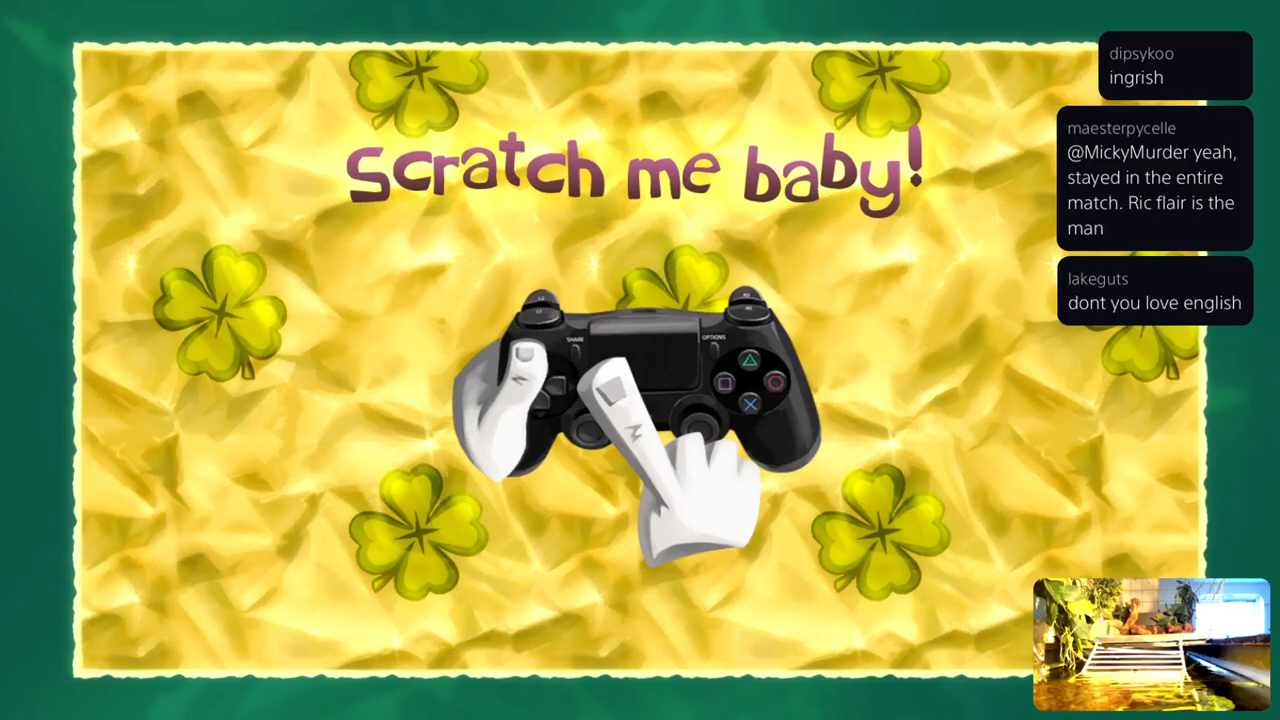 Scratch me baby!
SHARE
OPTIONS
dipsykoo
ingrish
maesterpycelle
@MickyMurder yeah,
stayed in the entire
match. Ric flair is the
man
lakeguts
dont you love english